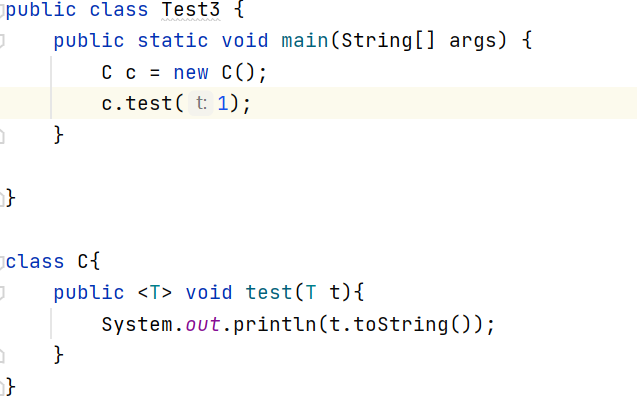 public class Test3 {
    public static void main(String[] args) {
        C c = new C();
        c.test( t: 1);
    }

}

class C{
    public <T> void test(T t){
        System.out.println(t.toString());
    }
}